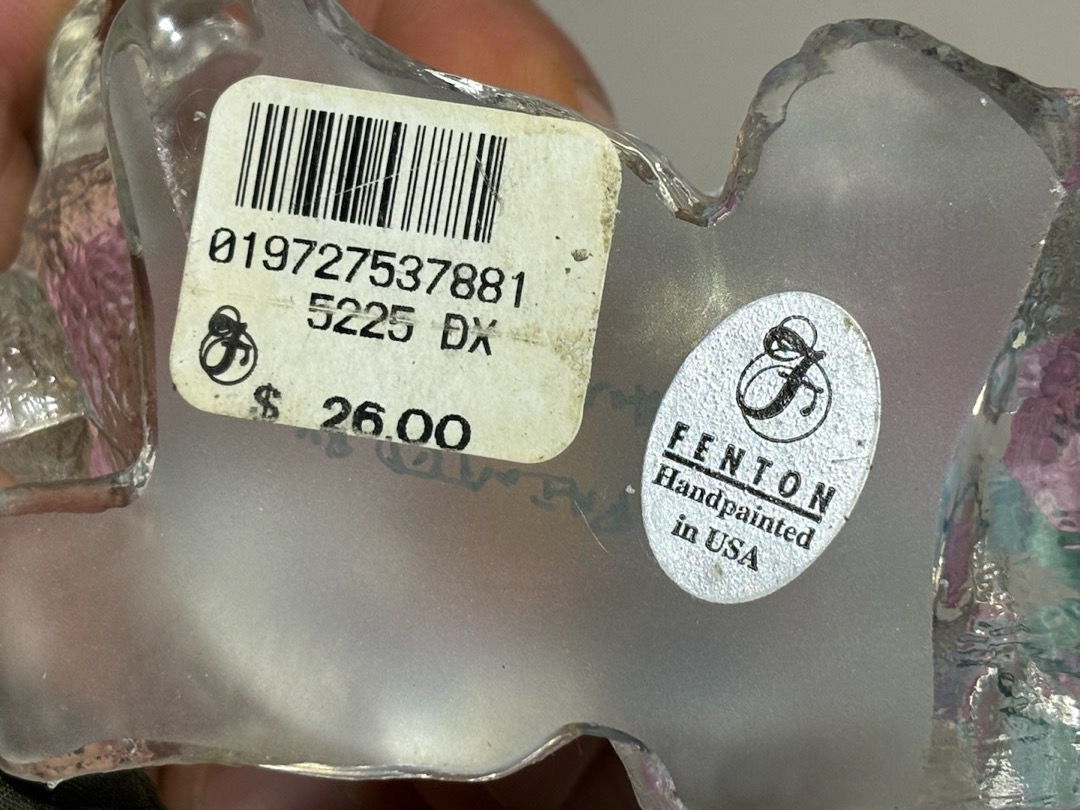 019727537881
5225 DX
$ 26.00
FENTON
Handpainted
in USA